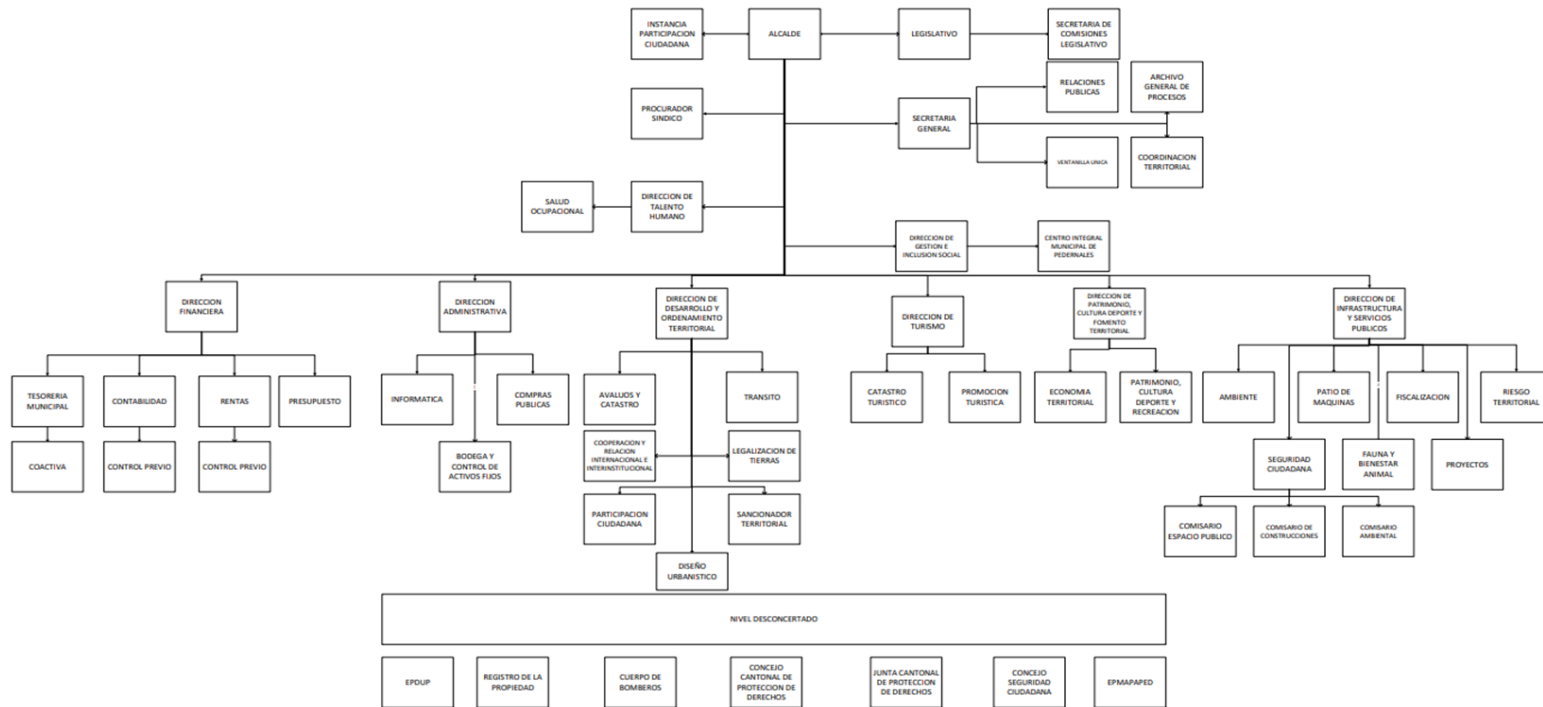 INSTANCIA
PARTICIPACION
CIUDADANA
ALCALDE
LEGISLATIVO
SECRETARIA DE
COMISIONES
LEGISLATIVO
RELACIONES
PUBLICAS
ARCHIVO
GENERAL DE
PROCESOS
PROCURADOR
SINDICO
SECRETARIA
GENERAL
VENTANILLA UNICA
COORDINACION
TERRITORIAL
SALUD
OCUPACIONAL
DIRECCION DE
TALENTO
HUMANO
DIRECCION DE
GESTION E
INCLUSION SOCIAL
CENTRO INTEGRAL
MUNICIPAL DE
PEDERNALES
DIRECCION
FINANCIERA
DIRECCION
ADMINISTRATIVA
DIRECCION DE
DESARROLLO Y
ORDENAMIENTO
TERRITORIAL
DIRECCION DE
TURISMO
DIRECCION DE
PATRIMONIO,
CULTURA DEPORTE Y
FOMENTO
TERRITORIAL
DIRECCION DE
INFRASTRUCTURA
Y SERVICIOS
PUBLICOS
TESORERIA
MUNICIPAL
CONTABILIDAD
RENTAS
PRESUPUESTO
INFORMATICA
COMPRAS
PUBLICAS
AVALUOS Y
CATASTRO
TRANSITO
CATASTRO
TURISTICO
PROMOCION
TURISTICA
ECONOMIA
TERRITORIAL
PATRIMONIO,
CULTURA
DEPORTE Y
RECREACION
AMBIENTE
PATIO DE
MAQUINAS
FISCALIZACION
RIESGO
TERRITORIAL
COACTIVA
CONTROL PREVIO
CONTROL PREVIO
BODEGA Y
CONTROL DE
ACTIVOS FIJOS
COOPERACION Y
RELACION
INTERNACIONAL E
INTERINSTITUCIONAL
LEGALIZACION DE
TIERRAS
SEGURIDAD
CIUDADANA
FAUNA Y
BIENESTAR
ANIMAL
PROYECTOS
PARTICIPACION
CIUDADANA
SANCIONADOR
TERRITORIAL
COMISARIO
ESPACIO PUBLICO
COMISARIO DE
CONSTRUCCIONES
COMISARIO
AMBIENTAL
DISEÑO
URBANISTICO
NIVEL DESCONCERTADO
EPDUP
REGISTRO DE LA
PROPIEDAD
CUERPO DE
BOMBEROS
CONCEJO
CANTONAL DE
PROTECCION DE
DERECHOS
JUNTA CANTONAL
DE PROTECCION
DE DERECHOS
CONCEJO
SEGURIDAD
CIUDADANA
EPMAPAPED